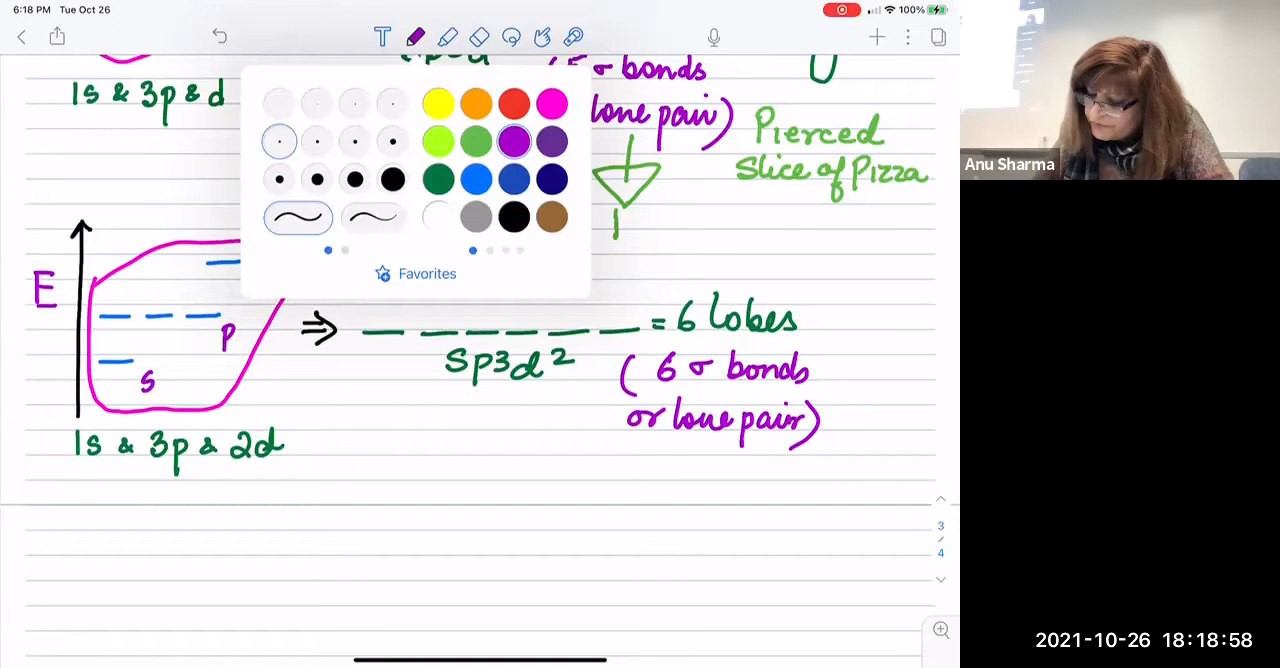 6:18 PM Tue Oct 26
100%
σ bonds
1s & 3p & d
lone pair)
Pierced
Slice of Pizza
Anu Sharma
Favorites
E
p
s
= 6 lobes
sp3d2
( 6 σ bonds
or lone pair)
1s & 3p & 2d
3
4
2021-10-26 18:18:58